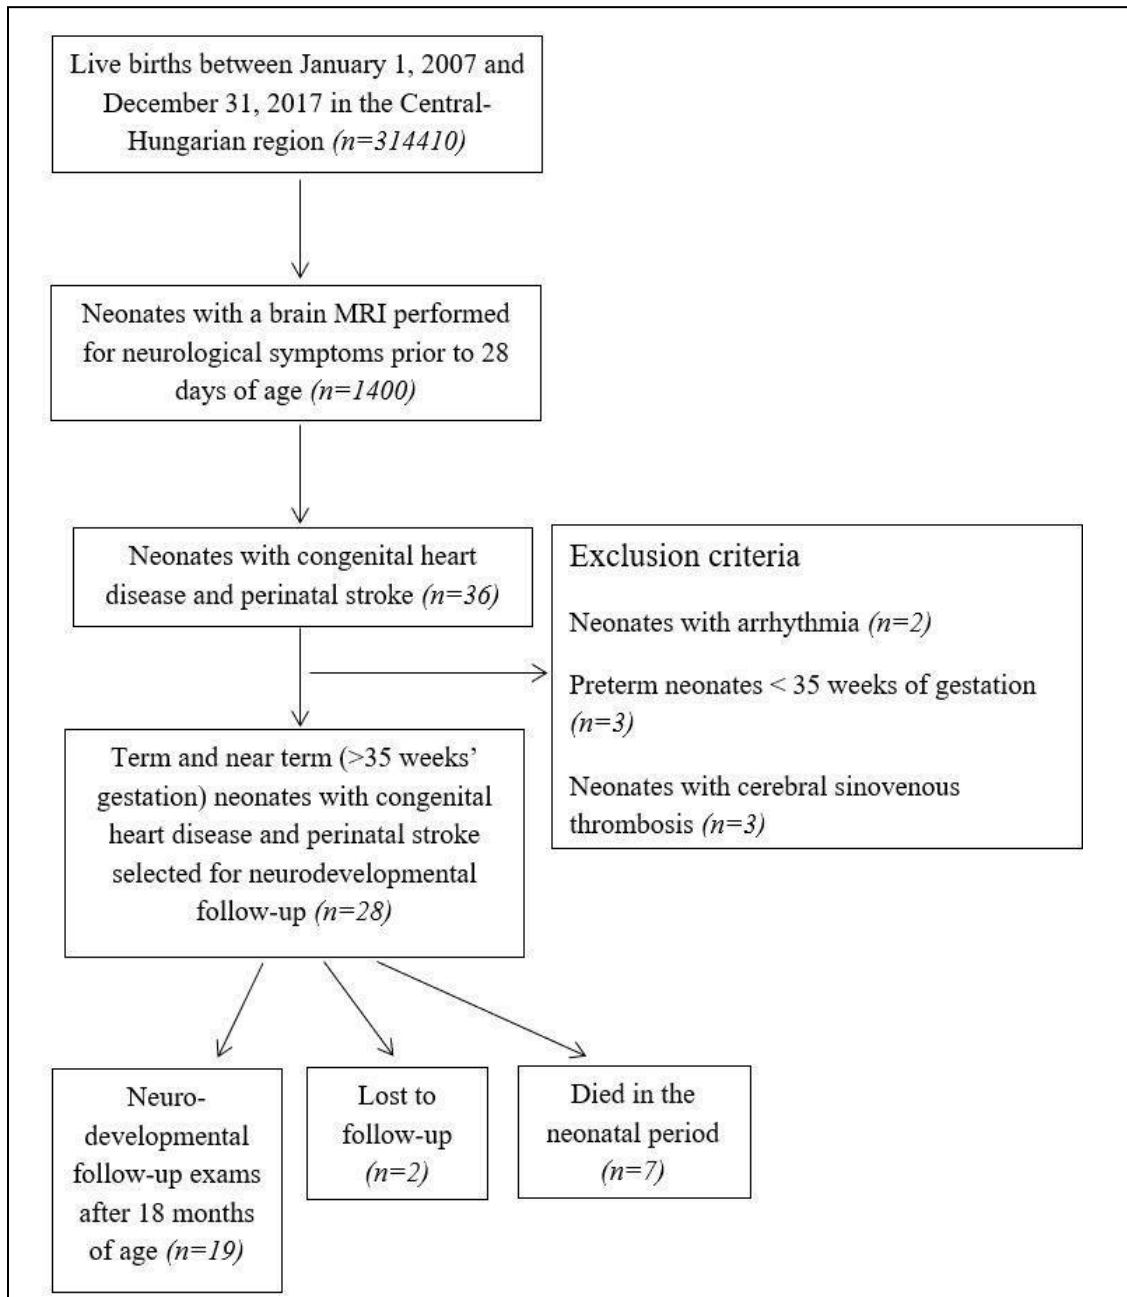 Live births between January 1, 2007 and
December 31, 2017 in the Central-
Hungarian region (n=314410)
Neonates with a brain MRI performed
for neurological symptoms prior to 28
days of age (n=1400)
Neonates with congenital heart
disease and perinatal stroke (n=36)
Exclusion criteria
Neonates with arrhythmia (n=2)
Preterm neonates < 35 weeks of gestation
(n=3)
Neonates with cerebral sinovenous
thrombosis (n=3)
Term and near term (>35 weeks’
gestation) neonates with congenital
heart disease and perinatal stroke
selected for neurodevelopmental
follow-up (n=28)
Neuro-
developmental
follow-up exams
after 18 months
of age (n=19)
Lost to
follow-up
(n=2)
Died in the
neonatal period
(n=7)